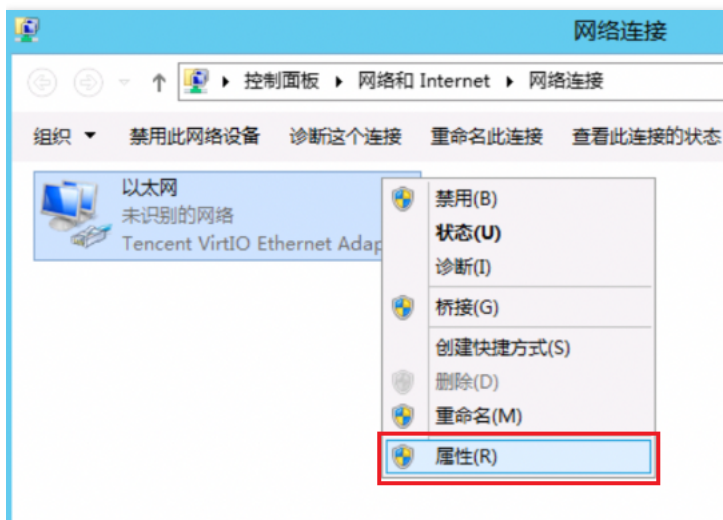 网络连接
控制面板 网络和 Internet 网络连接
组织 禁用此网络设备 诊断这个连接 重命名此连接 查看此连接的状态
以太网
未识别的网络
Tencent VirtIO Ethernet Adap
禁用(B)
状态(U)
诊断(I)
桥接(G)
创建快捷方式(S)
删除(D)
重命名(M)
属性(R)